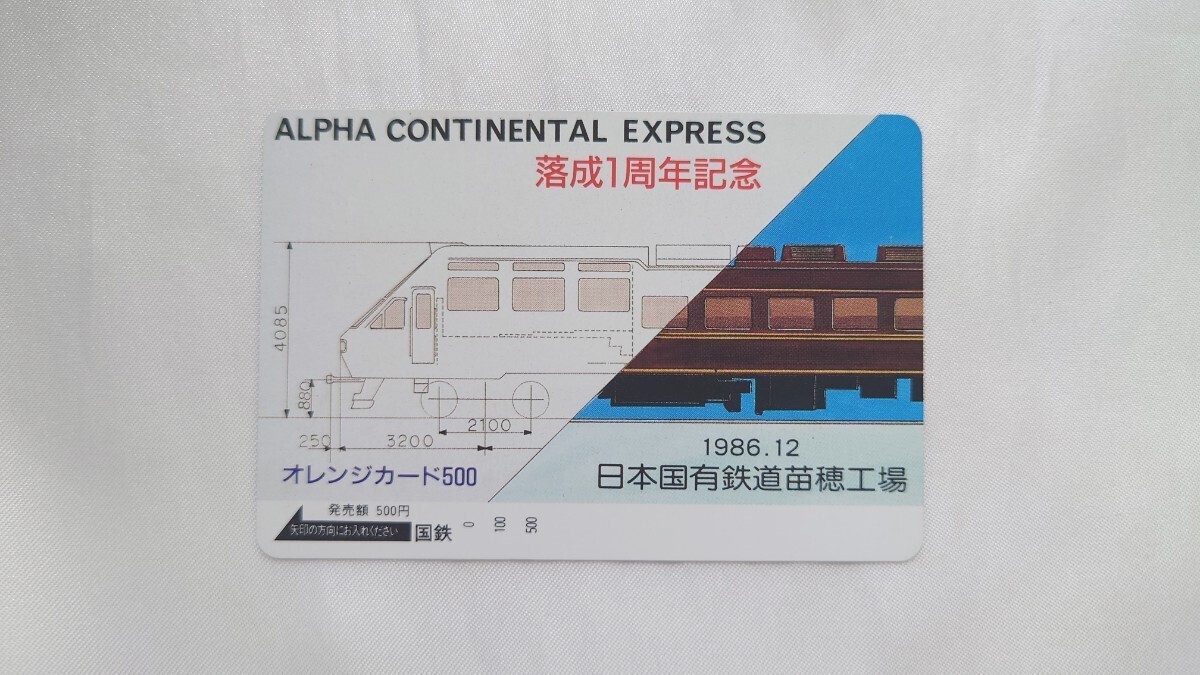 ALPHA CONTINENTAL EXPRESS
落成1周年記念
4085
880
250
3200
2100
1986.12
オレンジカード500
日本国有鉄道苗穂工場
発売額 500円
矢印の方向にお入れください
国鉄
0
100
500